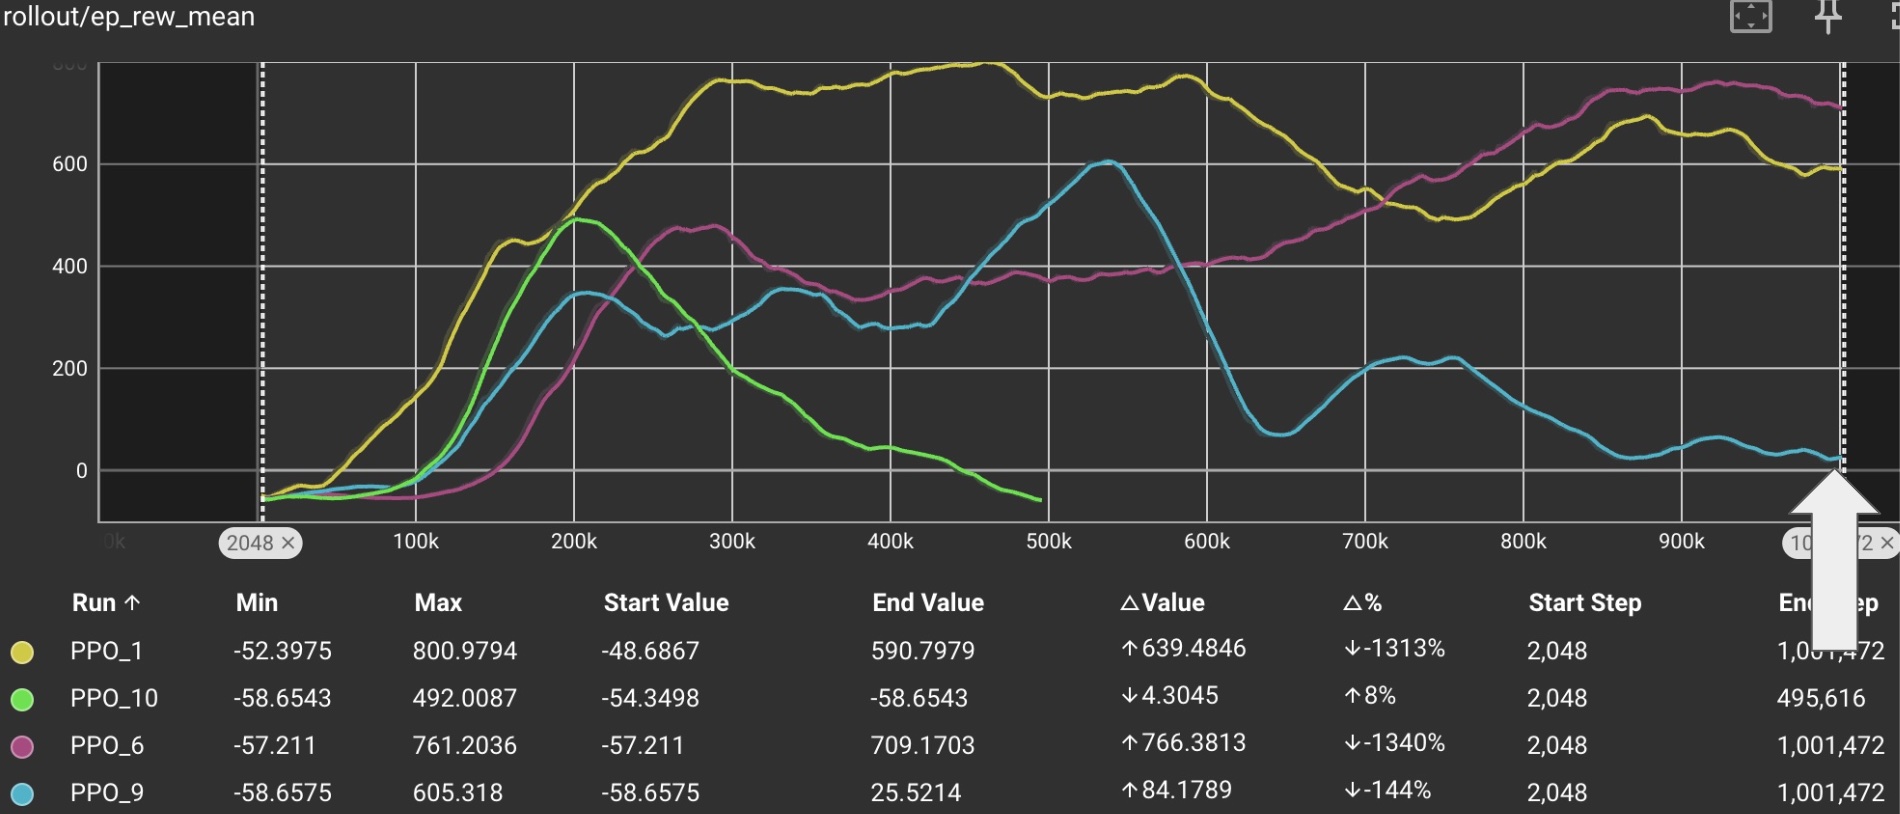 rollout/ep_rew_mean
600
400
200
0
0k 2048 × 100k 200k 300k 400k 500k 600k 700k 800k 900k
Run ↑ Min Max Start Value End Value △Value △% Start Step
PPO_1 -52.3975 800.9794 -48.6867 590.7979 ↑639.4846 ↓-1313% 2,048
PPO_10 -58.6543 492.0087 -54.3498 -58.6543 ↓4.3045 ↑8% 2,048 495,616
PPO_6 -57.211 761.2036 -57.211 709.1703 ↑766.3813 ↓-1340% 2,048 1,001,472
PPO_9 -58.6575 605.318 -58.6575 25.5214 ↑84.1789 ↓-144% 2,048 1,001,472